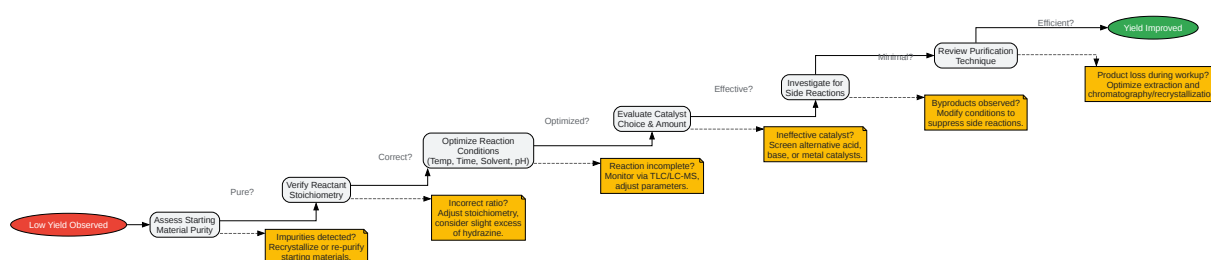 Low Yield Observed
Assess Starting
Material Purity
Impurities detected?
Recrystallize or re-purify
starting materials.
Pure?
Verify Reactant
Stoichiometry
Incorrect ratio?
Adjust stoichiometry,
consider slight excess
of hydrazine.
Correct?
Optimize Reaction
Conditions
(Temp, Time, Solvent, pH)
Reaction incomplete?
Monitor via TLC/LC-MS,
adjust parameters.
Optimized?
Evaluate Catalyst
Choice & Amount
Ineffective catalyst?
Screen alternative acid,
base, or metal catalysts.
Effective?
Investigate for
Side Reactions
Byproducts observed?
Modify conditions to
suppress side reactions.
Minimal?
Review Purification
Technique
Product loss during workup?
Optimize extraction and
chromatography/recrystallizatio
Efficient?
Yield Improved